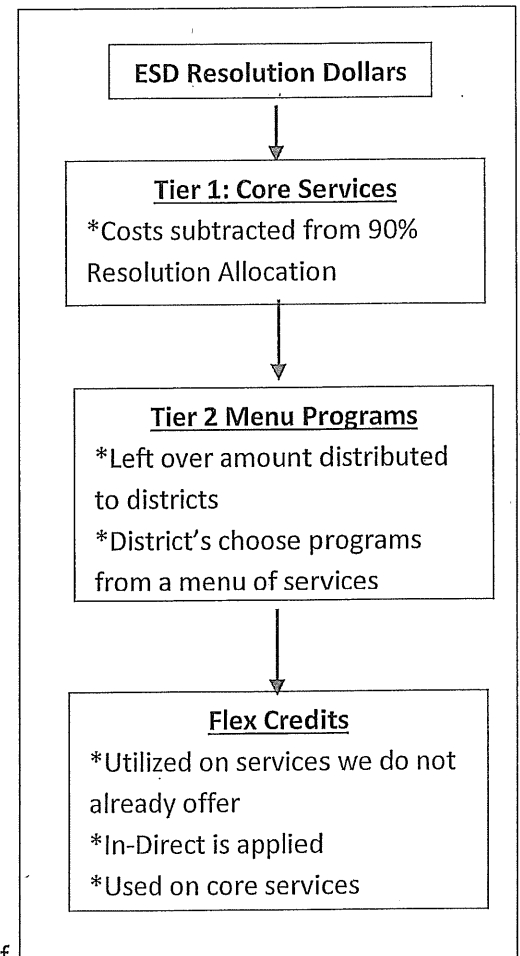 ESD Resolution Dollars
Tier 1: Core Services
*Costs subtracted from 90%
Resolution Allocation
Tier 2 Menu Programs
*Left over amount distributed
to districts
*District's choose programs
from a menu of services
Flex Credits
*Utilized on services we do not
already offer
*In-Direct is applied
*Used on core services
f